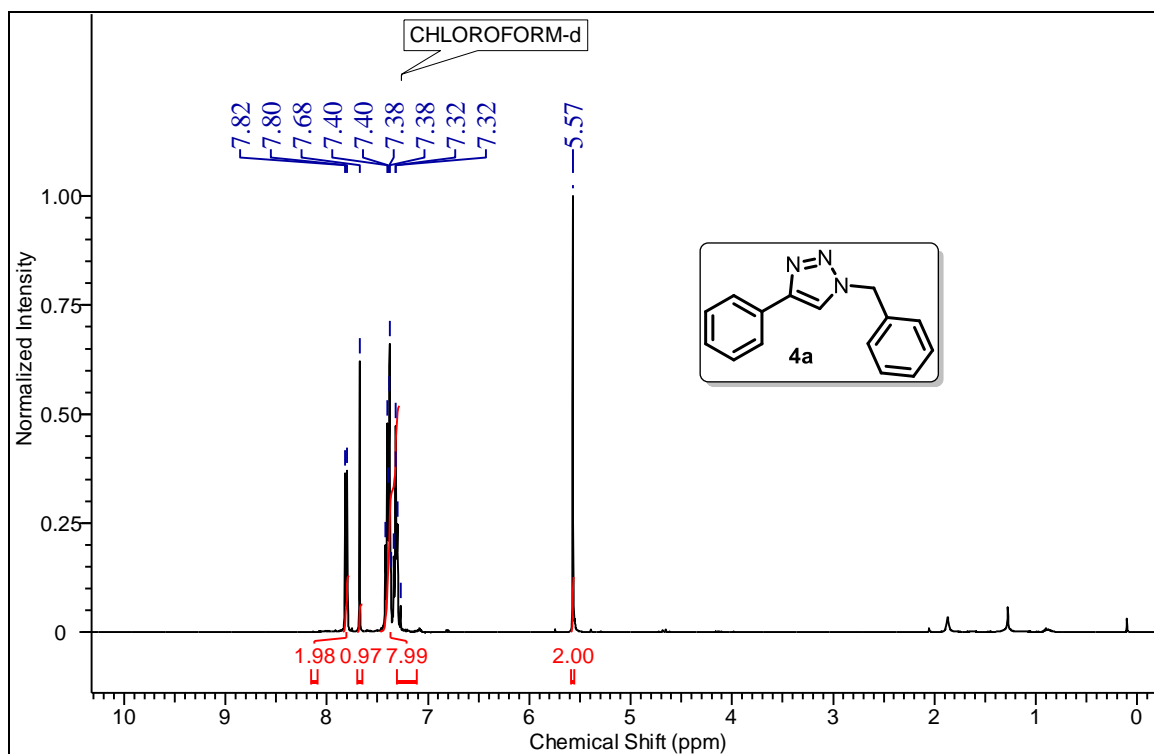 CHLOROFORM-d
7.82
7.80
7.68
7.40
7.40
7.38
7.38
7.32
7.32
5.57
1.00
0.75
0.50
0.25
0
Normalized Intensity
N
N
N
4a
1.98 0.97 7.99 2.00
10 9 8 7 6 5 4 3 2 1 0
Chemical Shift (ppm)